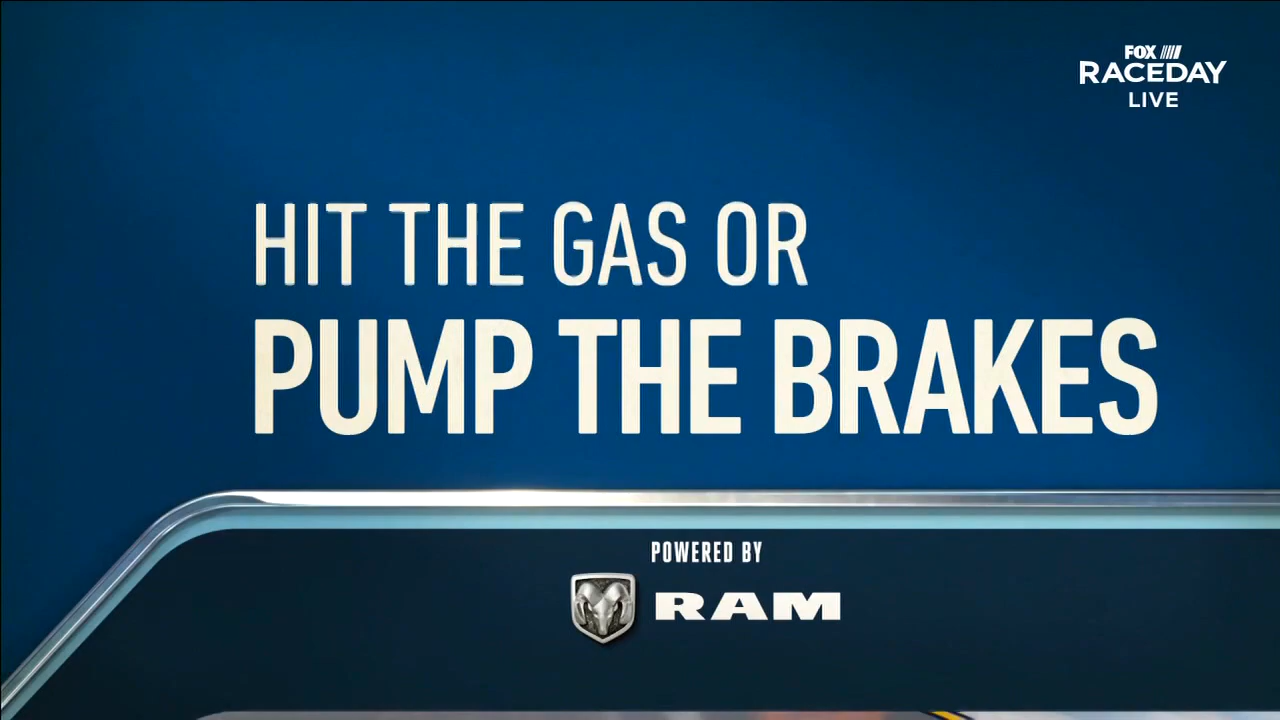 FOX
RACEDAY
LIVE
HIT THE GAS OR
PUMP THE BRAKES
POWERED BY
RAM